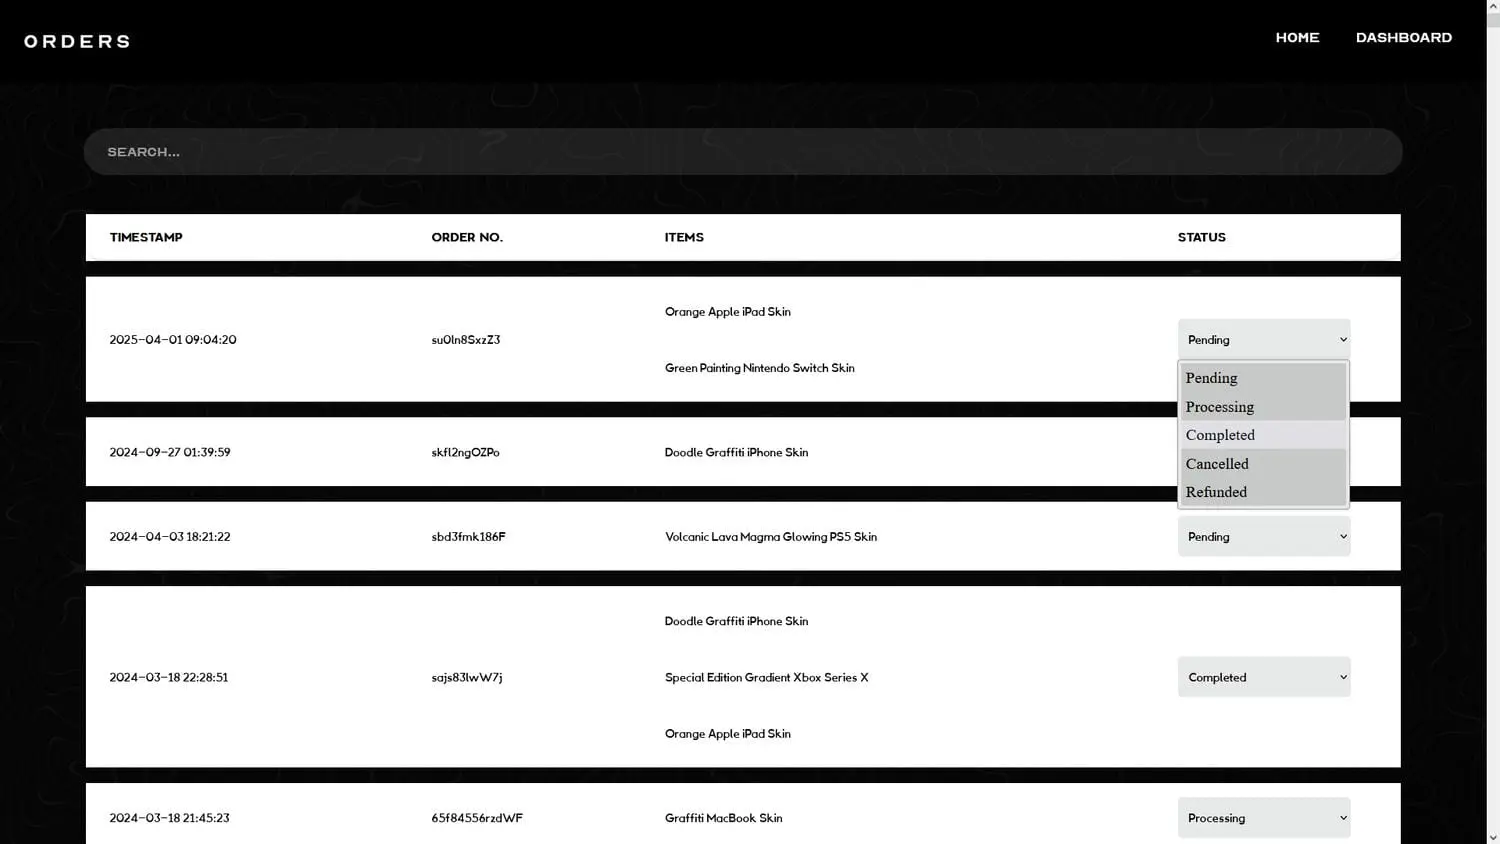 ORDERS
HOME DASHBOARD
SEARCH...
TIMESTAMP ORDER NO. ITEMS STATUS
Orange Apple iPad Skin
2025-04-01 09:04:20 su0ln8SxzZ3 Pending
Green Painting Nintendo Switch Skin
Pending
Processing
Completed
Cancelled
Refunded
2024-09-27 01:39:59 skfl2ngOZPo Doodle Graffiti iPhone Skin
2024-04-03 18:21:22 sbd3fmk186F Volcanic Lava Magma Glowing PS5 Skin Pending
Doodle Graffiti iPhone Skin
2024-03-18 22:28:51 sajs83lwW7j Special Edition Gradient Xbox Series X Completed
Orange Apple iPad Skin
2024-03-18 21:45:23 65f84556rzdWF Graffiti MacBook Skin Processing